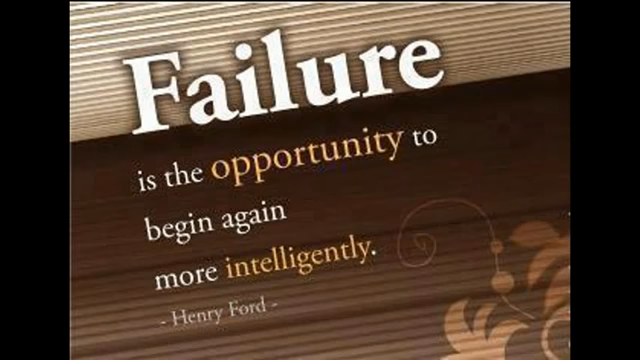 Failure
is the opportunity to
begin again
more intelligently.
- Henry Ford -